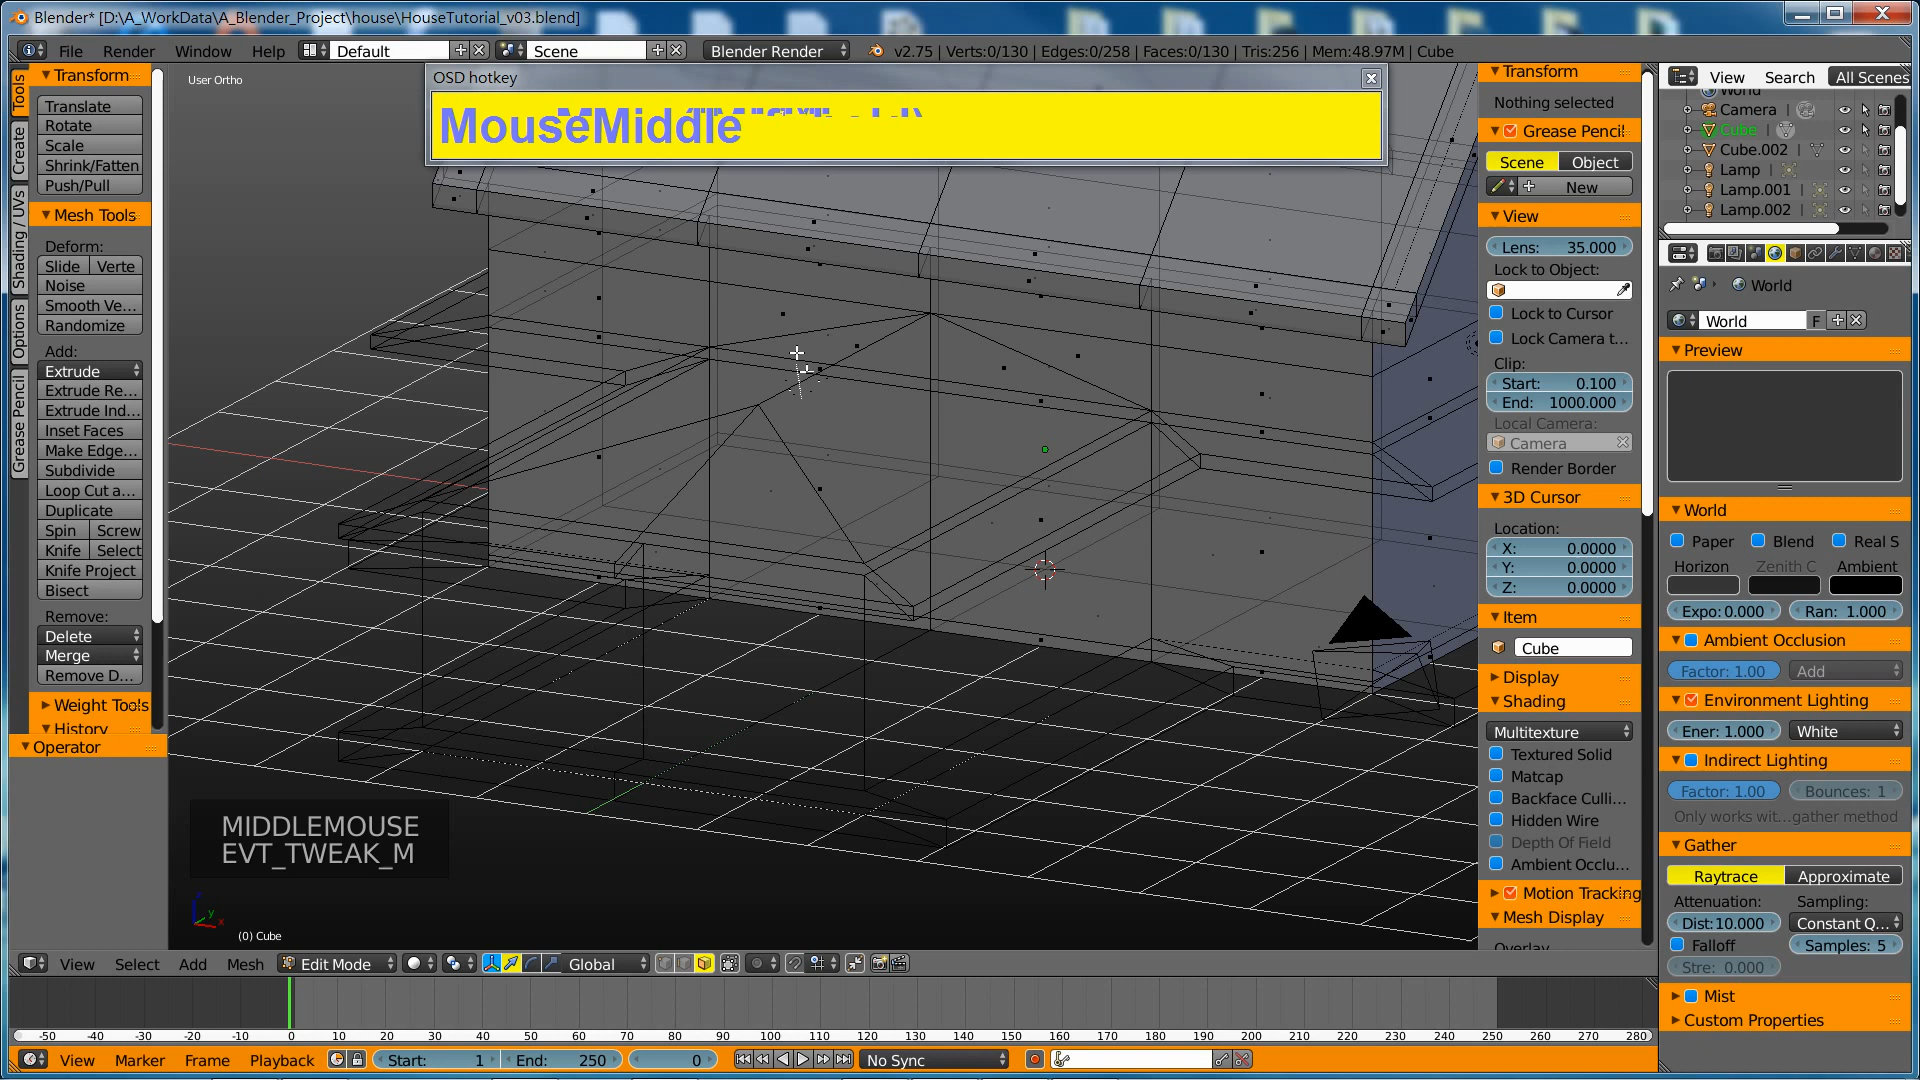 Blender* [D:\A_WorkData\A_Blender_Project\house\HouseTutorial_v03.blend]
File Render Window Help Default Scene Blender Render v2.75 | Verts:0/130 | Edges:0/258 | Faces:0/130 | Tris:256 | Mem:48.97M | Cube
OSD hotkey
MouseMiddle
User Ortho
Tools
Create
Shading / UVs
Options
Grease Pencil
Transform
Translate
Rotate
Scale
Shrink/Fatten
Push/Pull
Mesh Tools
Deform:
Slide Verte
Noise
Smooth Ve...
Randomize
Add:
Extrude
Extrude Re...
Extrude Ind...
Inset Faces
Make Edge...
Subdivide
Loop Cut a...
Duplicate
Spin Screw
Knife Select
Knife Project
Bisect
Remove:
Delete
Merge
Remove D...
Weight Tools
History
Operator
MIDDLEMOUSE
EVT_TWEAK_M
(0) Cube
Transform
Nothing selected
Grease Pencil
Scene Object
New
View
Lens: 35.000
Lock to Object:
Lock to Cursor
Lock Camera t...
Clip:
Start: 0.100
End: 1000.000
Local Camera:
Camera
Render Border
3D Cursor
Location:
X: 0.0000
Y: 0.0000
Z: 0.0000
Item
Cube
Display
Shading
Multitexture
Textured Solid
Matcap
Backface Culli...
Hidden Wire
Depth Of Field
Ambient Occlu...
Motion Tracking
Mesh Display
Overlay
View Search All Scenes
World
Camera
Cube
Cube.002
Lamp
Lamp.001
Lamp.002
World
World F
Preview
World
Paper Blend Real S
Horizon Zenith C Ambient
Expo: 0.000 Ran: 1.000
Ambient Occlusion
Factor: 1.00 Add
Environment Lighting
Ener: 1.000 White
Indirect Lighting
Factor: 1.00 Bounces: 1
Only works wit...gather method
Gather
Raytrace Approximate
Attenuation: Sampling:
Dist:10.000 Constant Q...
Falloff Samples: 5
Stre: 0.000
Mist
Custom Properties
View Select Add Mesh Edit Mode Global
-50 -40 -30 -20 -10 0 10 20 30 40 50 60 70 80 90 100 110 120 130 140 150 160 170 180 190 200 210 220 230 240 250 260 270 280
View Marker Frame Playback Start: 1 End: 250 0 No Sync